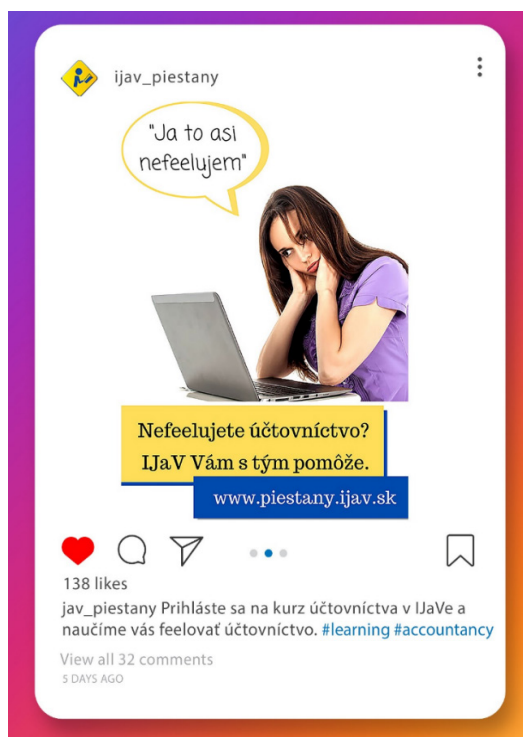 ijav_piestany
"Ja to asi
nefeelujem"
Nefeelujete účtovníctvo?
IJaV Vám s tým pomôže.
www.piestany.ijav.sk
138 likes
jav_piestany Prihláste sa na kurz účtovníctva v IJaVe a
naučíme vás feelovať účtovníctvo. #learning #accountancy
View all 32 comments
5 DAYS AGO